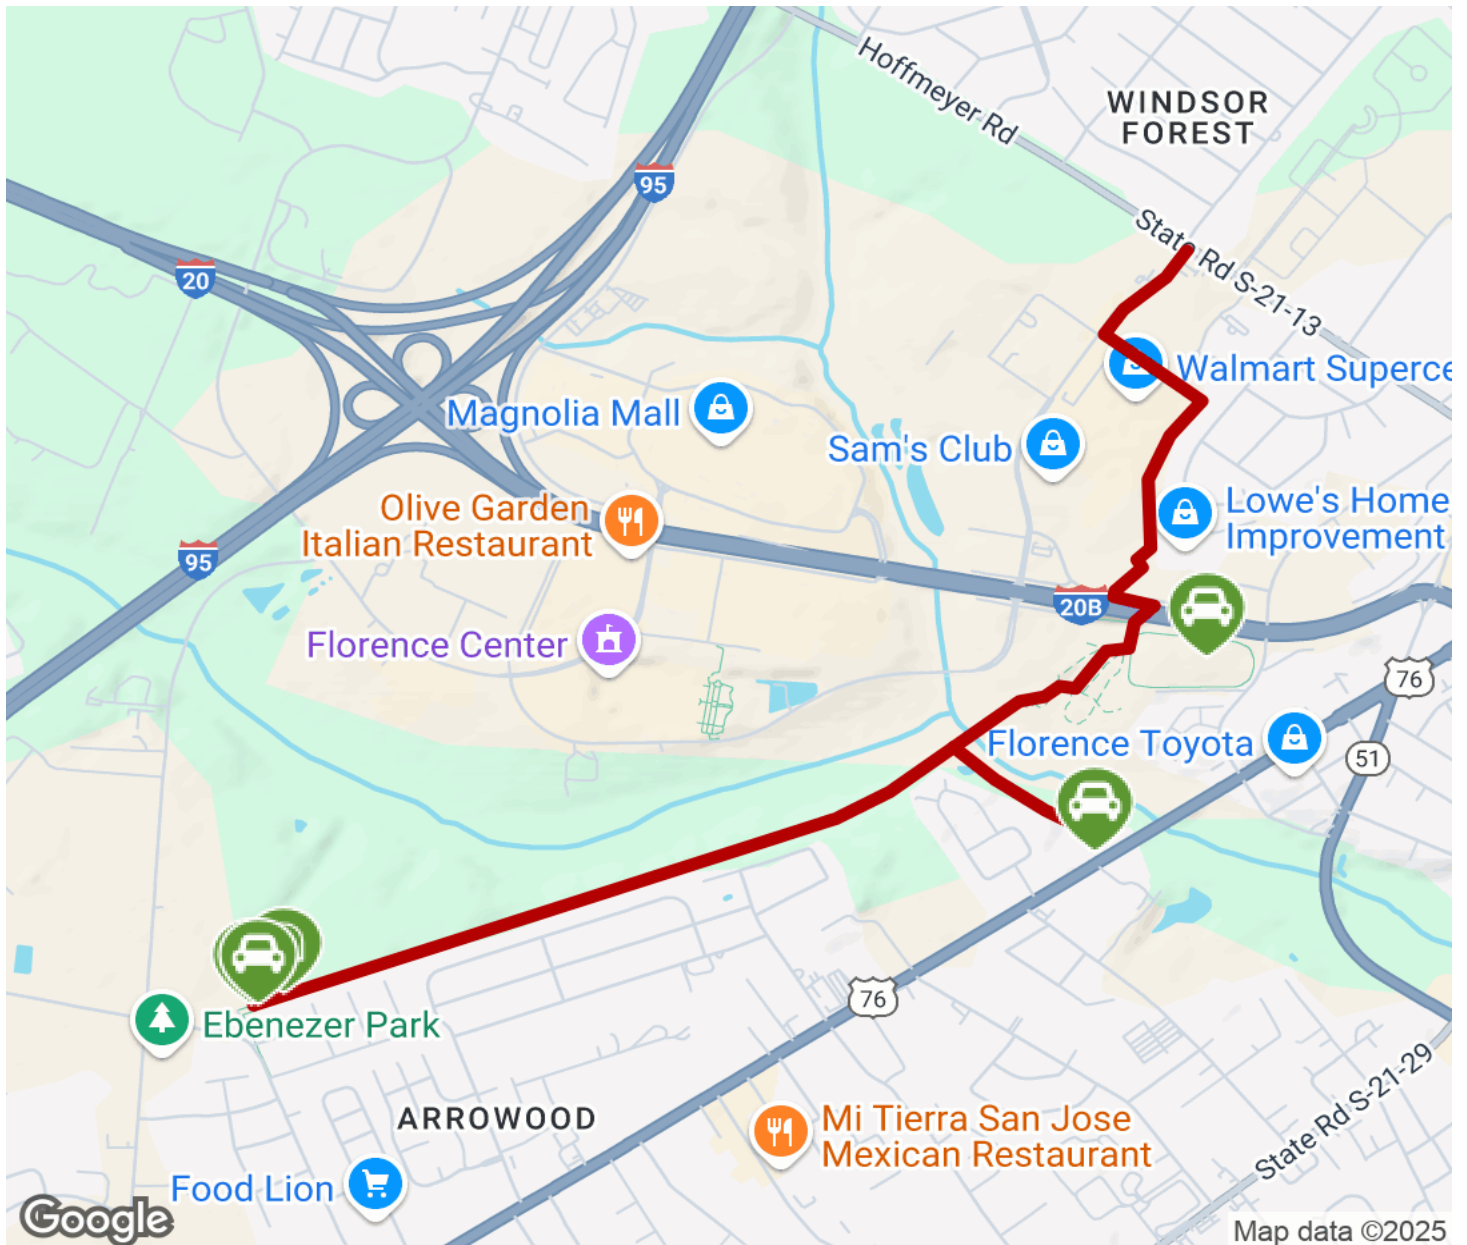 Hoffmeyer Rd
WINDSOR
FOREST
95
State Rd S-21-13
20
Walmart Superce
Magnolia Mall
Sam's Club
Olive Garden
Italian Restaurant
Lowe's Home
Improvement
95
20B
Florence Center
76
Florence Toyota
51
76
Ebenezer Park
ARROWOOD
Mi Tierra San Jose
Mexican Restaurant
State Rd S-21-29
Food Lion
Google
Map data ©2025